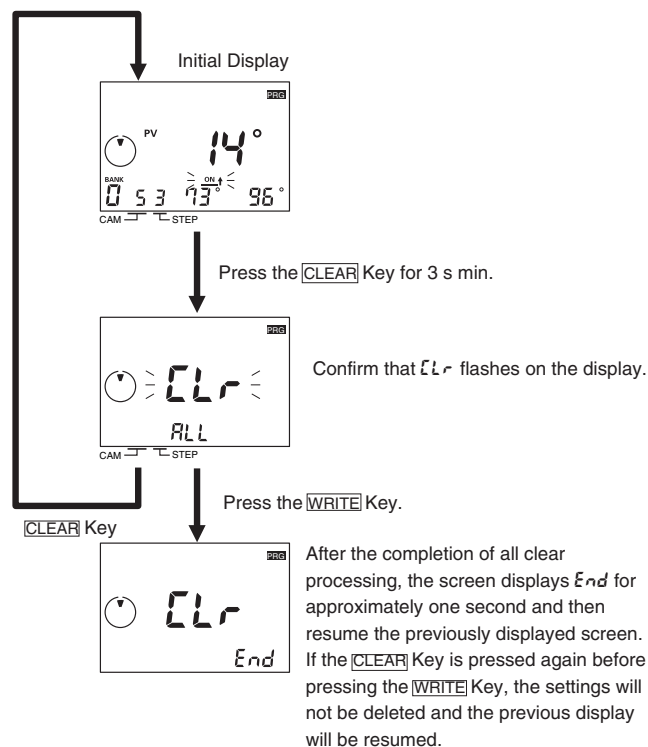 Initial Display
PRG
PV
14°
BANK
ON
0 53 73° 96°
CAM STEP
Press the CLEAR Key for 3 s min.
PRG
CLr
Confirm that CLr flashes on the display.
ALL
CAM STEP
Press the WRITE Key.
CLEAR Key
PRG
CLr
End
After the completion of all clear
processing, the screen displays End for
approximately one second and then
resume the previously displayed screen.
If the CLEAR Key is pressed again before
pressing the WRITE Key, the settings will
not be deleted and the previous display
will be resumed.